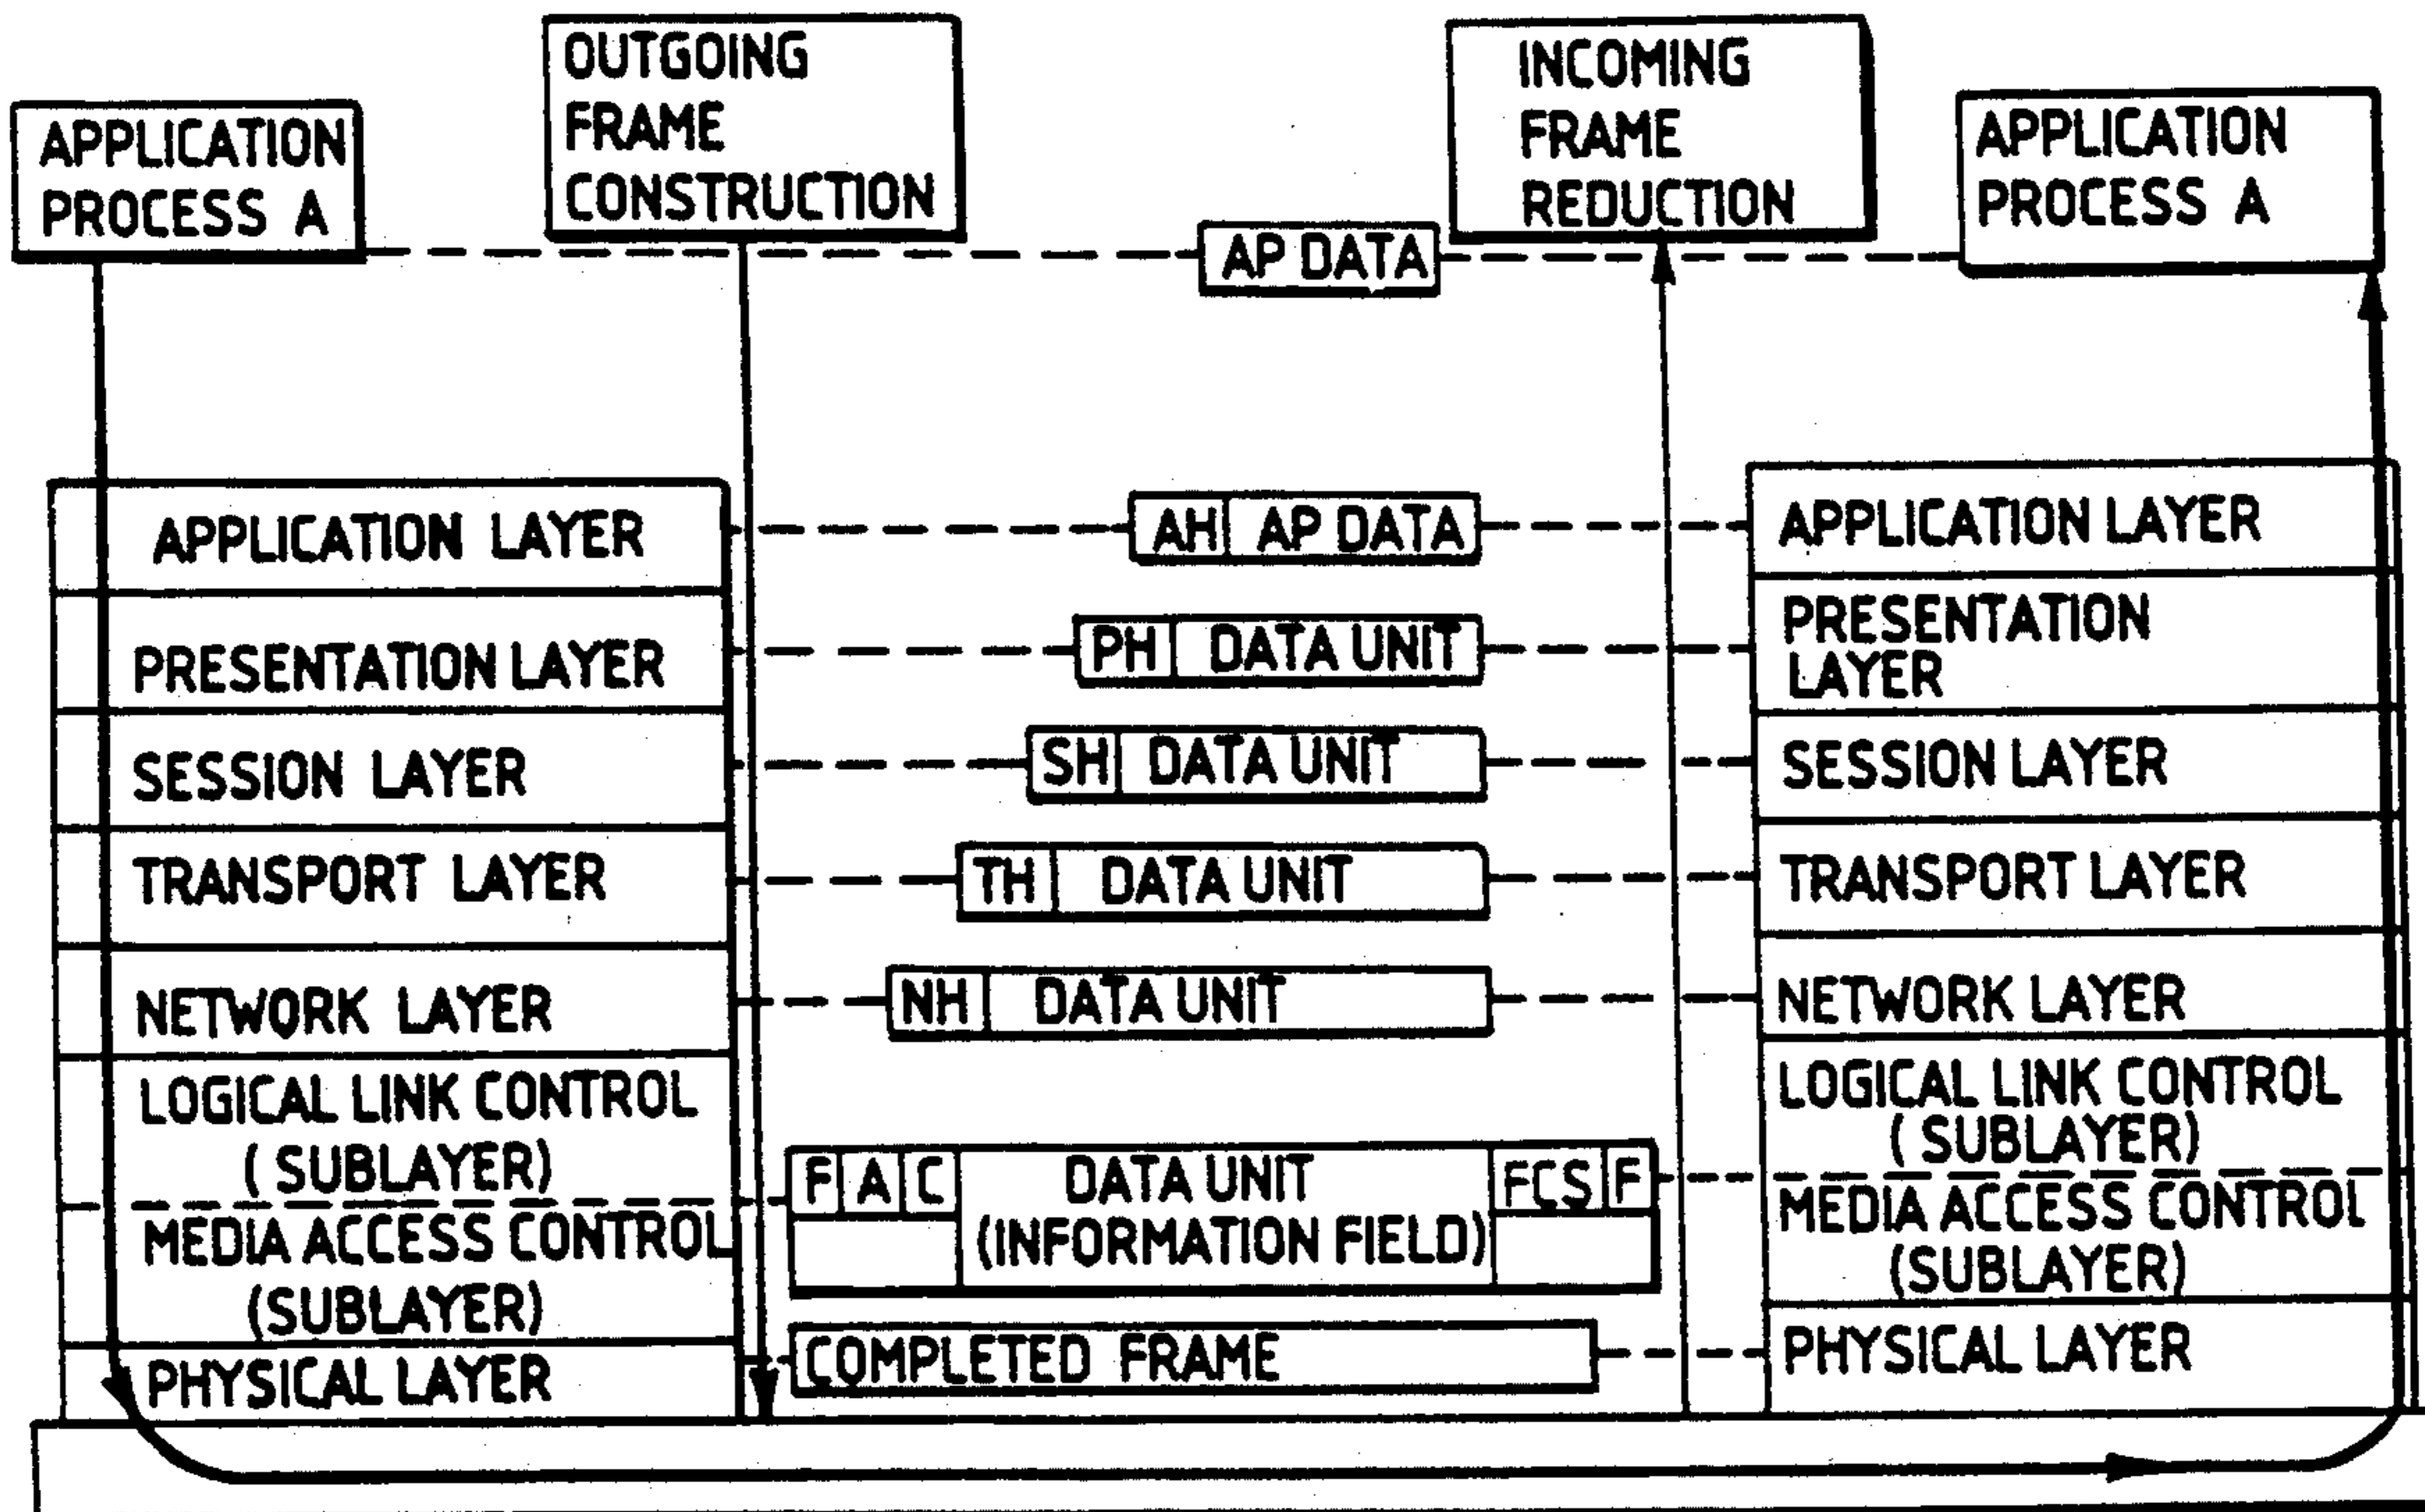 APPLICATION
PROCESS A
OUTGOING
FRAME
CONSTRUCTION
INCOMING
FRAME
REDUCTION
APPLICATION
PROCESS A
AP DATA
APPLICATION LAYER
AH AP DATA
APPLICATION LAYER
PRESENTATION LAYER
PH DATA UNIT
PRESENTATION
LAYER
SESSION LAYER
SH DATA UNIT
SESSION LAYER
TRANSPORT LAYER
TH DATA UNIT
TRANSPORT LAYER
NETWORK LAYER
NH DATA UNIT
NETWORK LAYER
LOGICAL LINK CONTROL
( SUBLAYER)
MEDIA ACCESS CONTROL
(SUBLAYER)
F A C DATA UNIT FCS F
(INFORMATION FIELD)
LOGICAL LINK CONTROL
( SUBLAYER)
MEDIA ACCESS CONTROL
(SUBLAYER)
PHYSICAL LAYER
COMPLETED FRAME
PHYSICAL LAYER